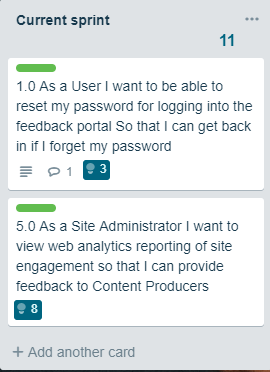 Current sprint
11
1.0 As a User I want to be able to
reset my password for logging into the
feedback portal So that I can get back
in if I forget my password
1 3
5.0 As a Site Administrator I want to
view web analytics reporting of site
engagement so that I can provide
feedback to Content Producers
8
+ Add another card